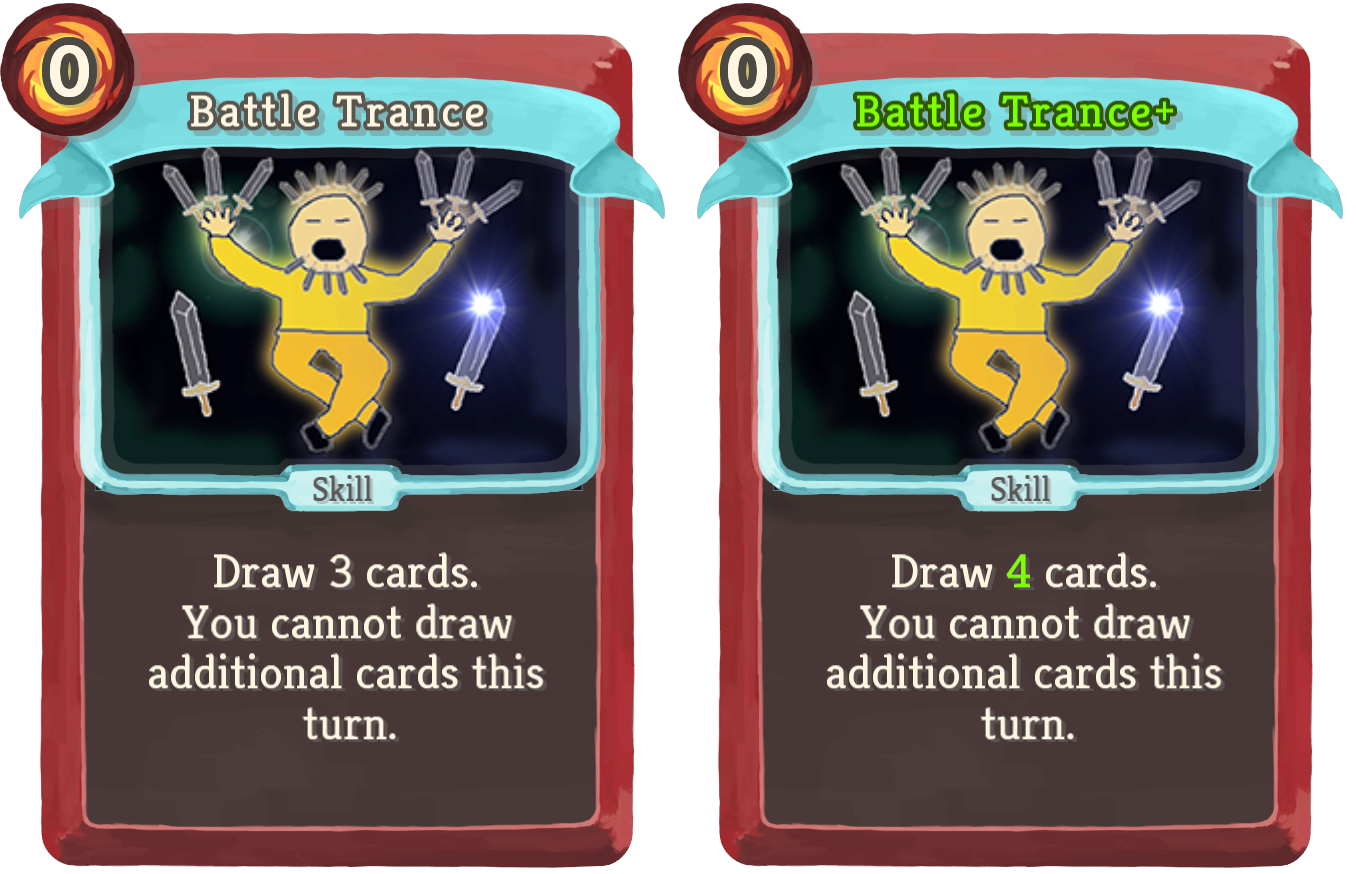 0
Battle Trance
Skill
Draw 3 cards.
You cannot draw
additional cards this
turn.
0
Battle Trance+
Skill
Draw 4 cards.
You cannot draw
additional cards this
turn.